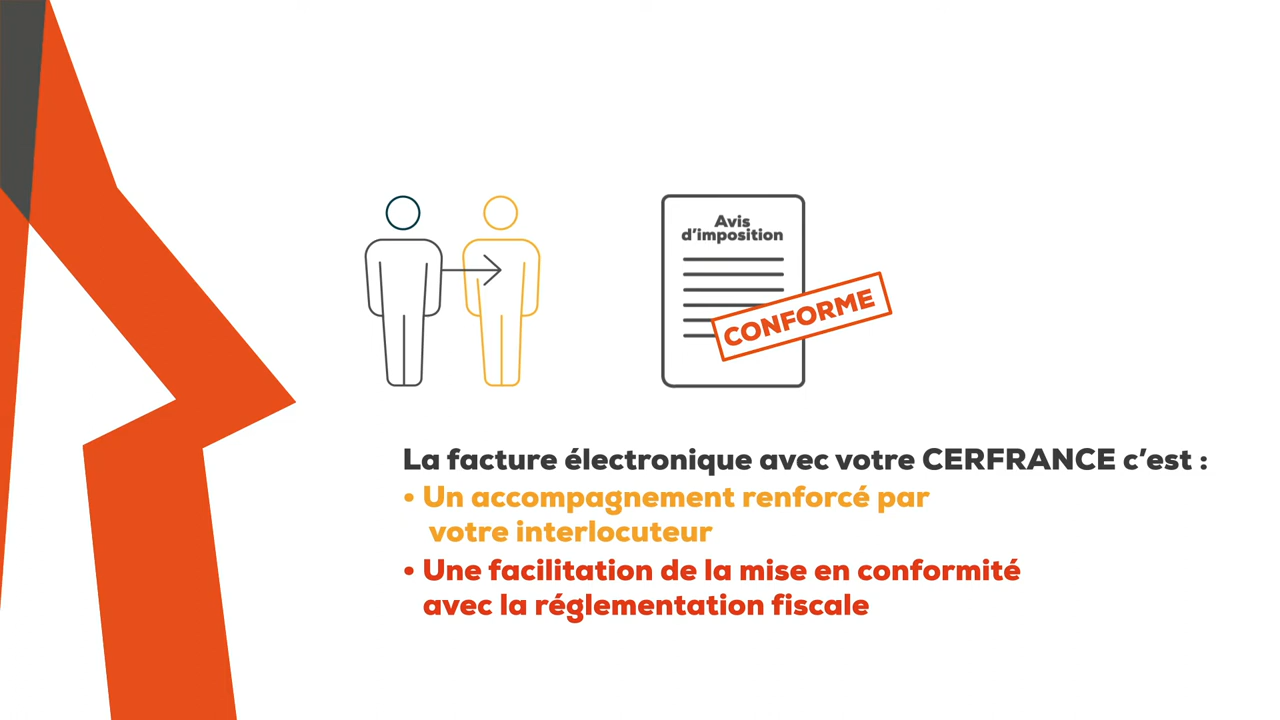 Avis
d'imposition
CONFORME
La facture électronique avec votre CERFRANCE c'est :
• Un accompagnement renforcé par
votre interlocuteur
• Une facilitation de la mise en conformité
avec la réglementation fiscale